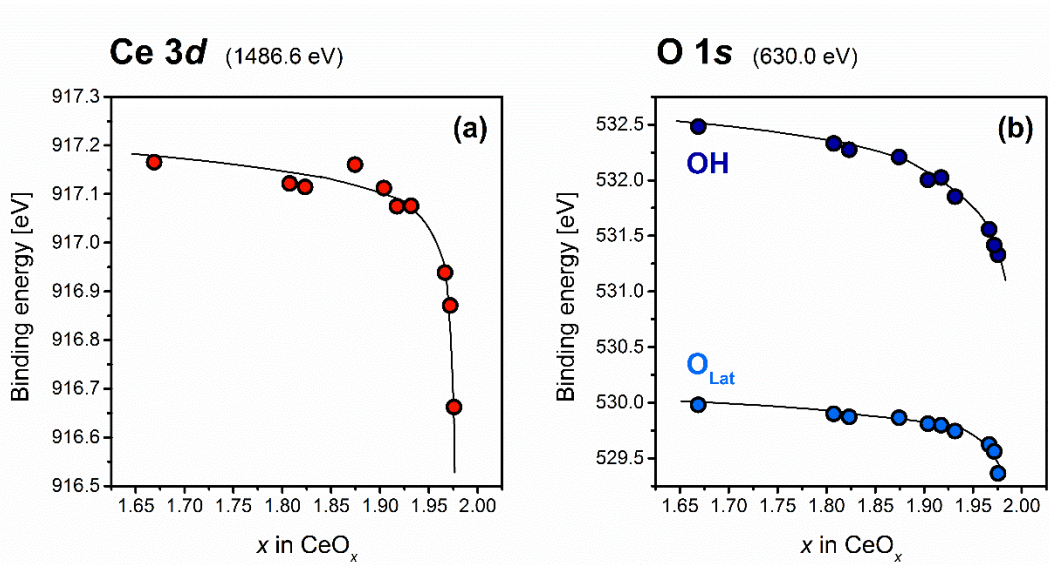 Ce 3d (1486.6 eV)
(a)
917.3
917.2
917.1
917.0
916.9
916.8
916.7
916.6
916.5
Binding energy [eV]
1.65 1.70 1.75 1.80 1.85 1.90 1.95 2.00
x in CeOx
O 1s (630.0 eV)
(b)
532.5
532.0
531.5
531.0
530.5
530.0
529.5
Binding energy [eV]
OH
OLat
1.65 1.70 1.75 1.80 1.85 1.90 1.95 2.00
x in CeOx